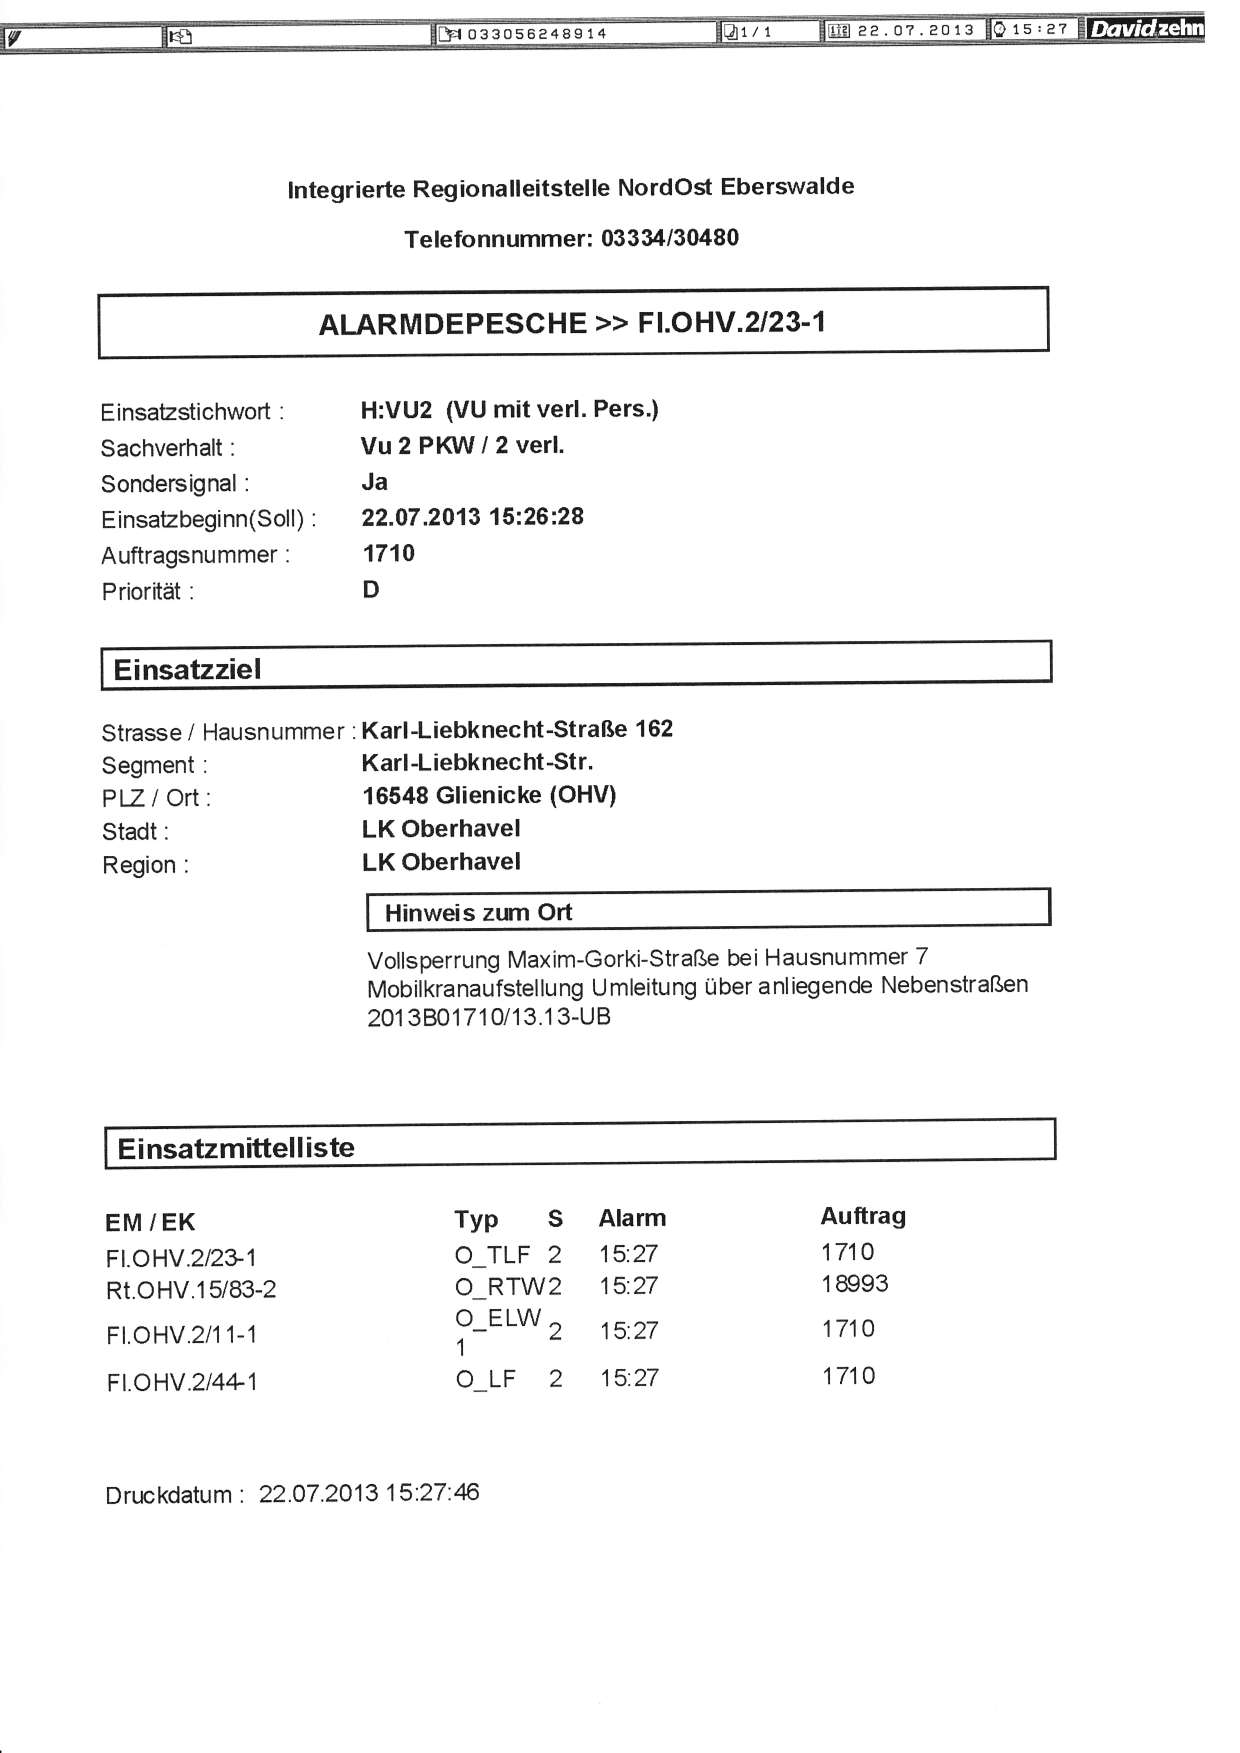 033056248914 1/1 22.07.2013 15:27 Davidzehn
Integrierte Regionalleitstelle NordOst Eberswalde
Telefonnummer: 03334/30480
ALARMDEPESCHE >> Fl.OHV.2/23-1
Einsatzstichwort : H:VU2 (VU mit verl. Pers.)
Sachverhalt : Vu 2 PKW / 2 verl.
Sondersignal : Ja
Einsatzbeginn(Soll) : 22.07.2013 15:26:28
Auftragsnummer : 1710
Priorität : D
Einsatzziel
Strasse / Hausnummer : Karl-Liebknecht-Straße 162
Segment : Karl-Liebknecht-Str.
PLZ / Ort : 16548 Glienicke (OHV)
Stadt : LK Oberhavel
Region : LK Oberhavel
Hinweis zum Ort
Vollsperrung Maxim-Gorki-Straße bei Hausnummer 7
Mobilkranaufstellung Umleitung über anliegende Nebenstraßen
2013B01710/13.13-UB
Einsatzmittelliste
EM / EK Typ S Alarm Auftrag
Fl.OHV.2/23-1 O_TLF 2 15:27 1710
Rt.OHV.15/83-2 O_RTW 2 15:27 18993
Fl.OHV.2/11-1 O_ELW 2 15:27 1710
1
Fl.OHV.2/44-1 O_LF 2 15:27 1710
Druckdatum : 22.07.2013 15:27:46